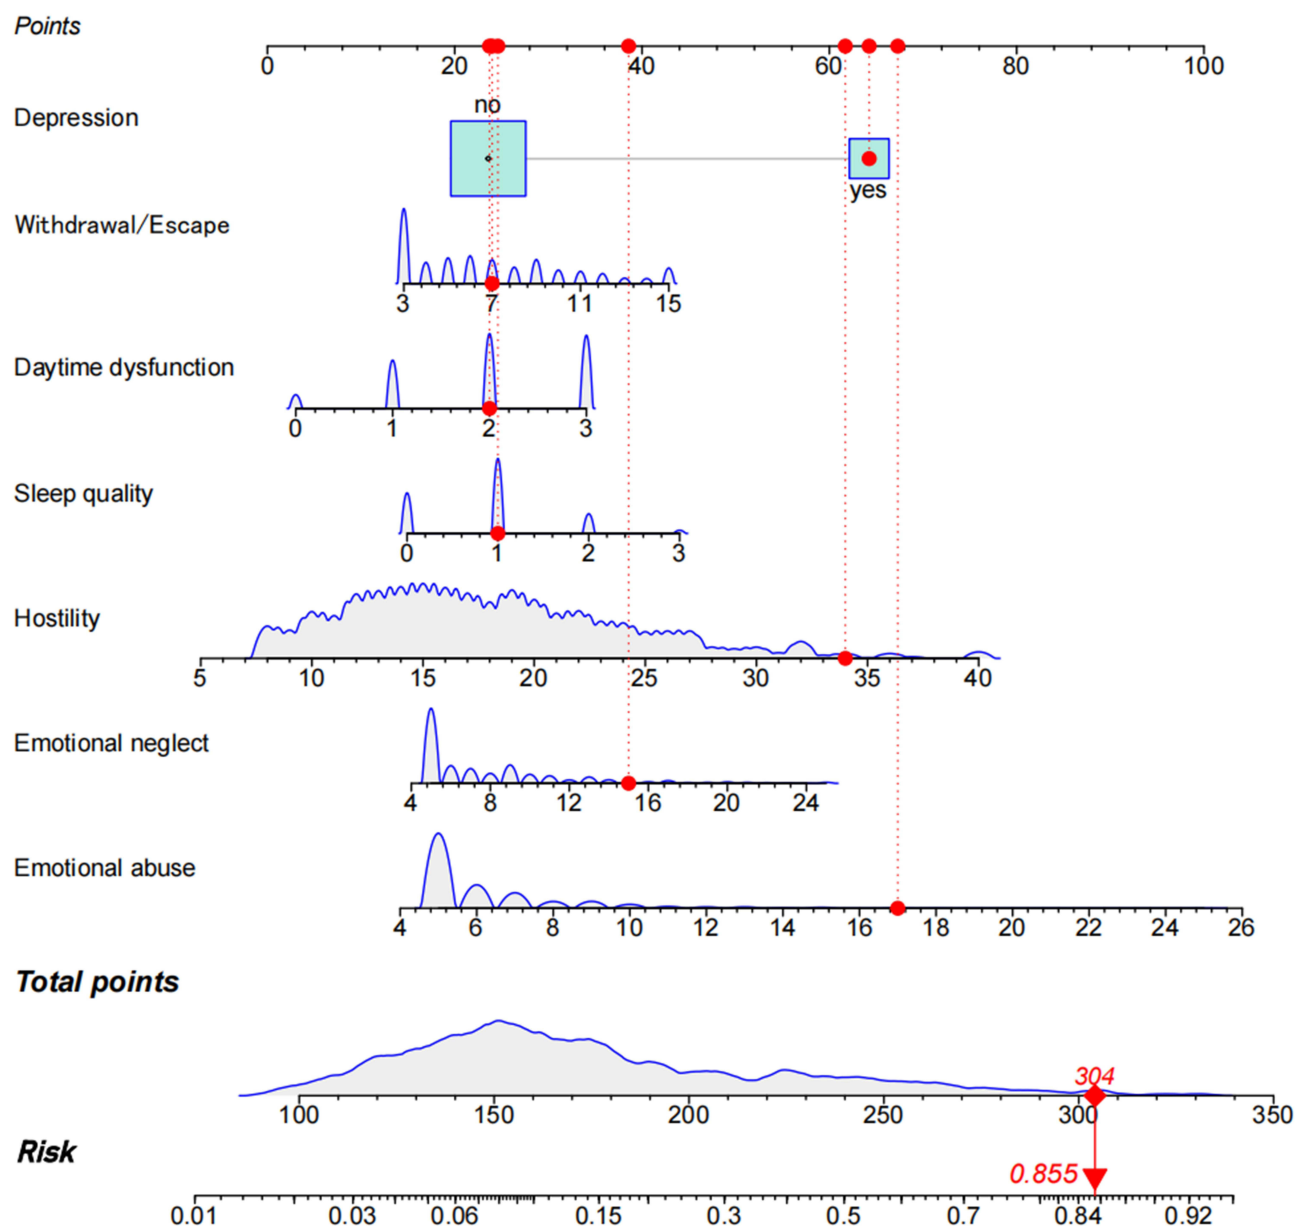 Points
0 20 40 60 80 100
Depression
no
yes
Withdrawal/Escape
3 7 11 15
Daytime dysfunction
0 1 2 3
Sleep quality
0 1 2 3
Hostility
5 10 15 20 25 30 35 40
Emotional neglect
4 8 12 16 20 24
Emotional abuse
4 6 8 10 12 14 16 18 20 22 24 26
Total points
304
100 150 200 250 300 350
Risk
0.855
0.01 0.03 0.06 0.15 0.3 0.5 0.7 0.84 0.92